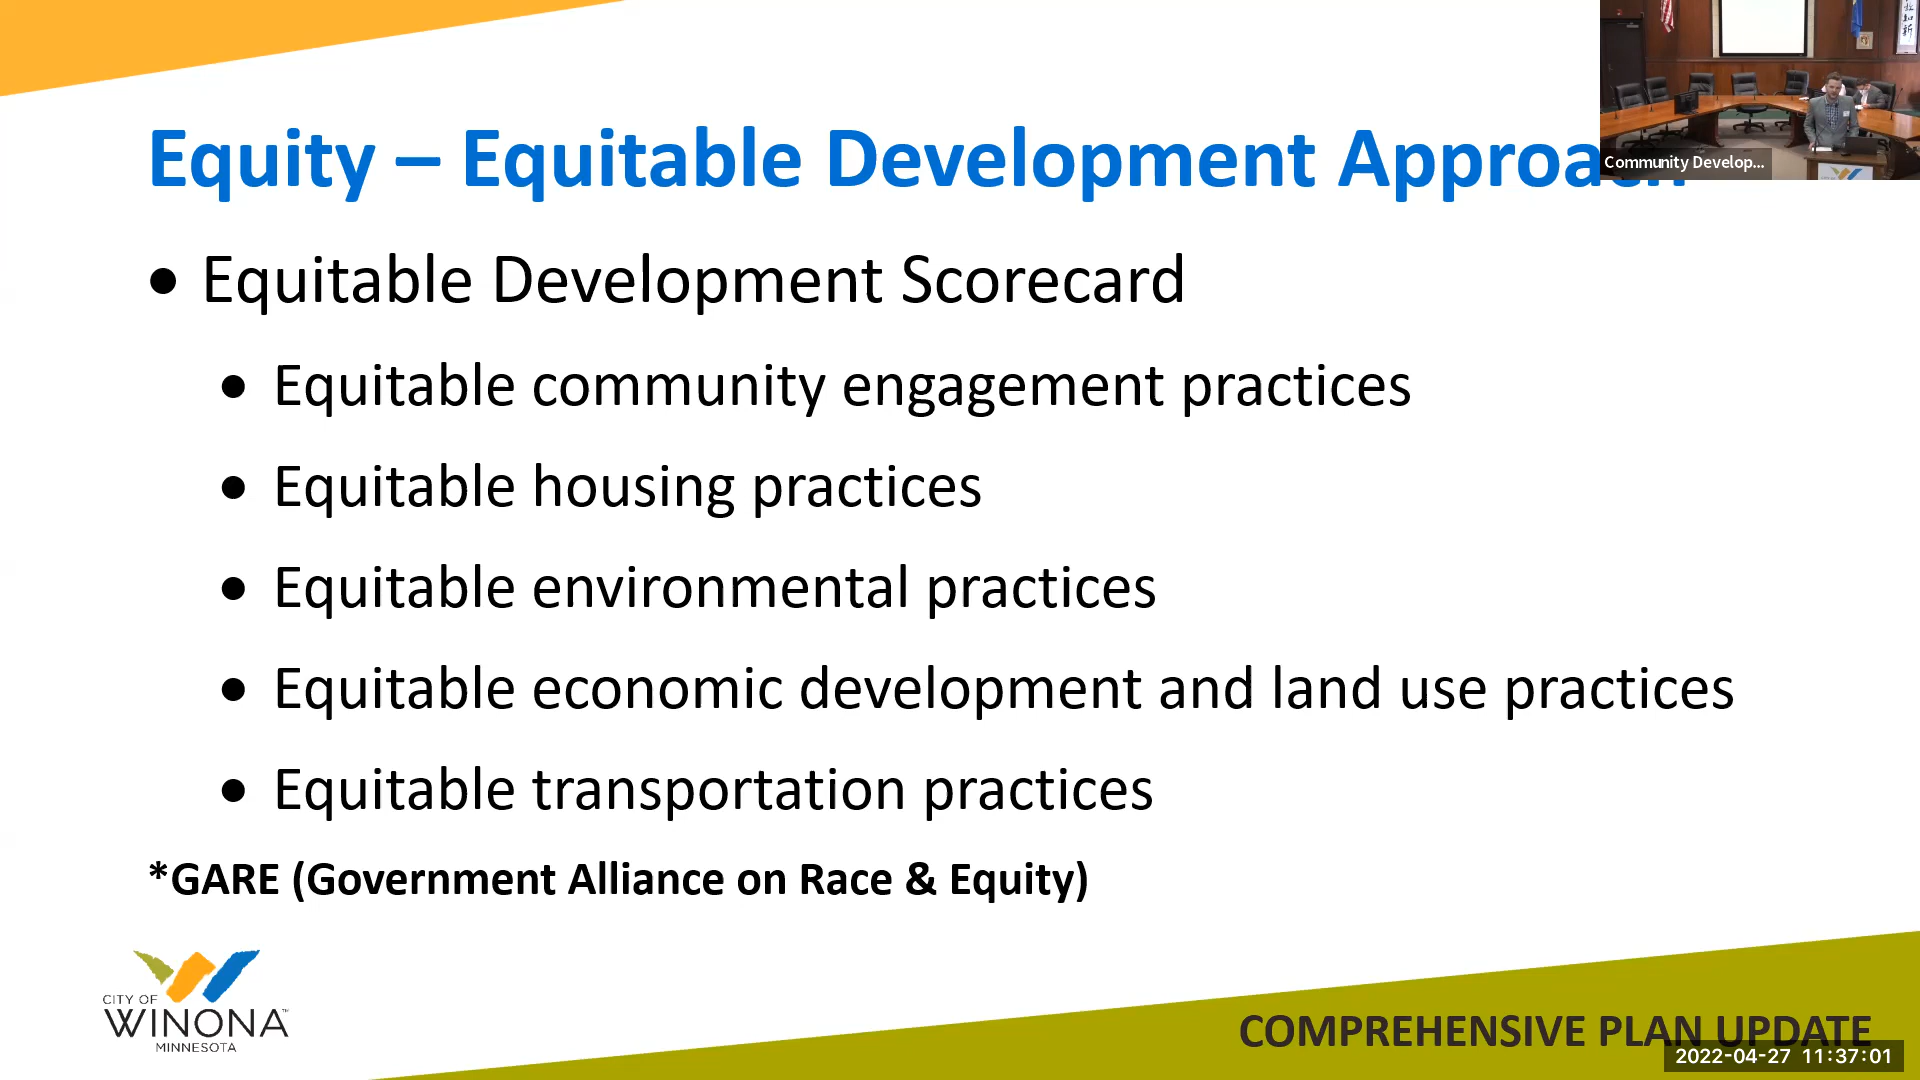 Equity – Equitable Development Approach
Community Develop...
• Equitable Development Scorecard
• Equitable community engagement practices
• Equitable housing practices
• Equitable environmental practices
• Equitable economic development and land use practices
• Equitable transportation practices
*GARE (Government Alliance on Race & Equity)
CITY OF
WINONA™
MINNESOTA
COMPREHENSIVE PLAN UPDATE
2022-04-27 11:37:01